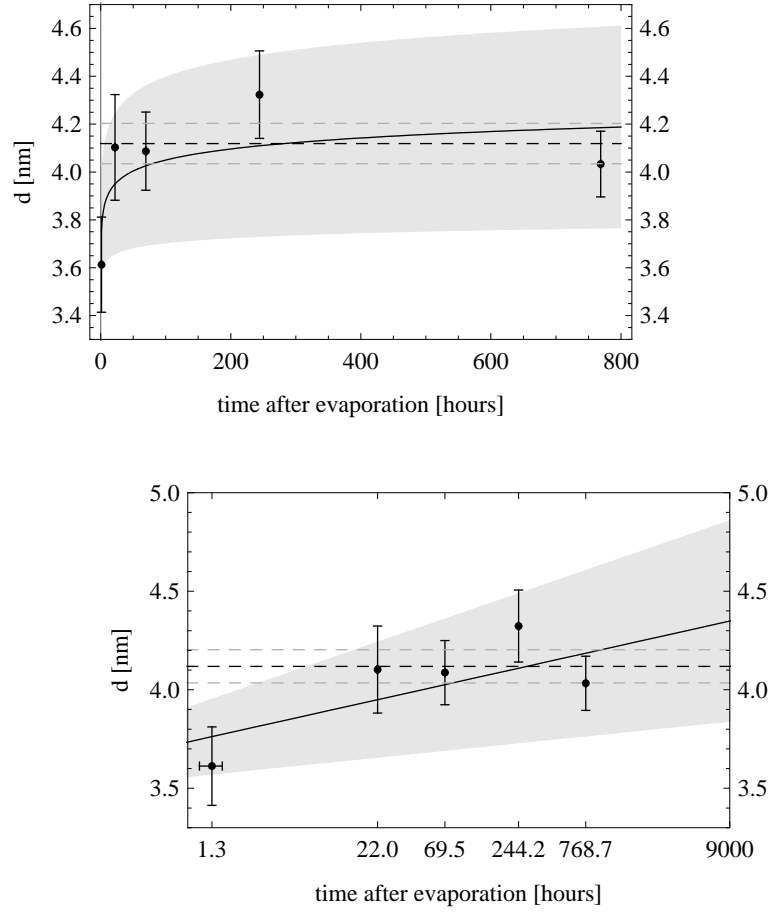 4.6 4.6
4.4 4.4
4.2 4.2
d [nm] 4.0 4.0
3.8 3.8
3.6 3.6
3.4 3.4
0 200 400 600 800
time after evaporation [hours]
5.0 5.0
4.5 4.5
d [nm] 4.0 4.0
3.5 3.5
1.3 22.0 69.5 244.2 768.7 9000
time after evaporation [hours]